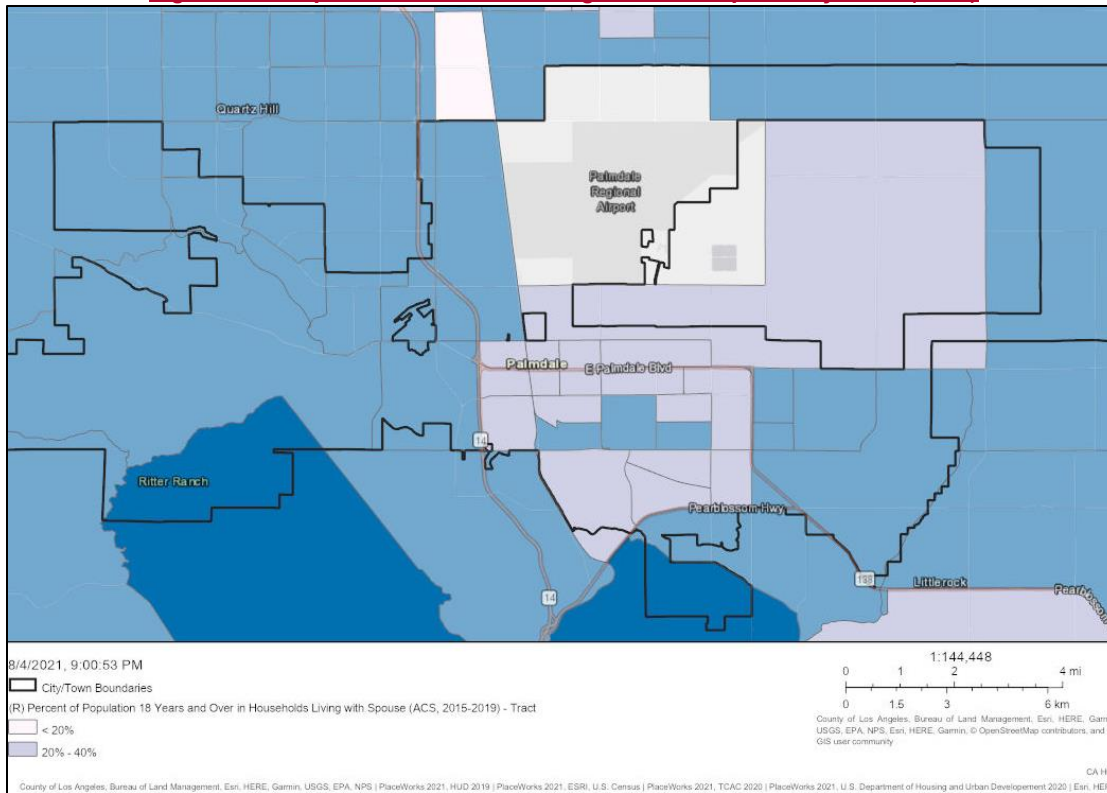 Quartz Hill
Palmdale
Regional
Airport
Palmdale
E Palmdale Blvd
14
Ritter Ranch
Pearblossom Hwy
138
Littlerock
Pearblossom
14
8/4/2021, 9:00:53 PM
City/Town Boundaries
(R) Percent of Population 18 Years and Over in Households Living with Spouse (ACS, 2015-2019) - Tract
< 20%
20% - 40%
1:144,448
0 1 2 4 mi
0 1.5 3 6 km
County of Los Angeles, Bureau of Land Management, Esri, HERE, Garm
USGS, EPA, NPS, Esri, HERE, Garmin, © OpenStreetMap contributors, and
GIS user community
CA H
County of Los Angeles, Bureau of Land Management, Esri, HERE, Garmin, USGS, EPA, NPS | PlaceWorks 2021, HUD 2019 | PlaceWorks 2021, ESRI, U.S. Census | PlaceWorks 2021, TCAC 2020 | PlaceWorks 2021, U.S. Department of Housing and Urban Developement 2020 | Esri, HER